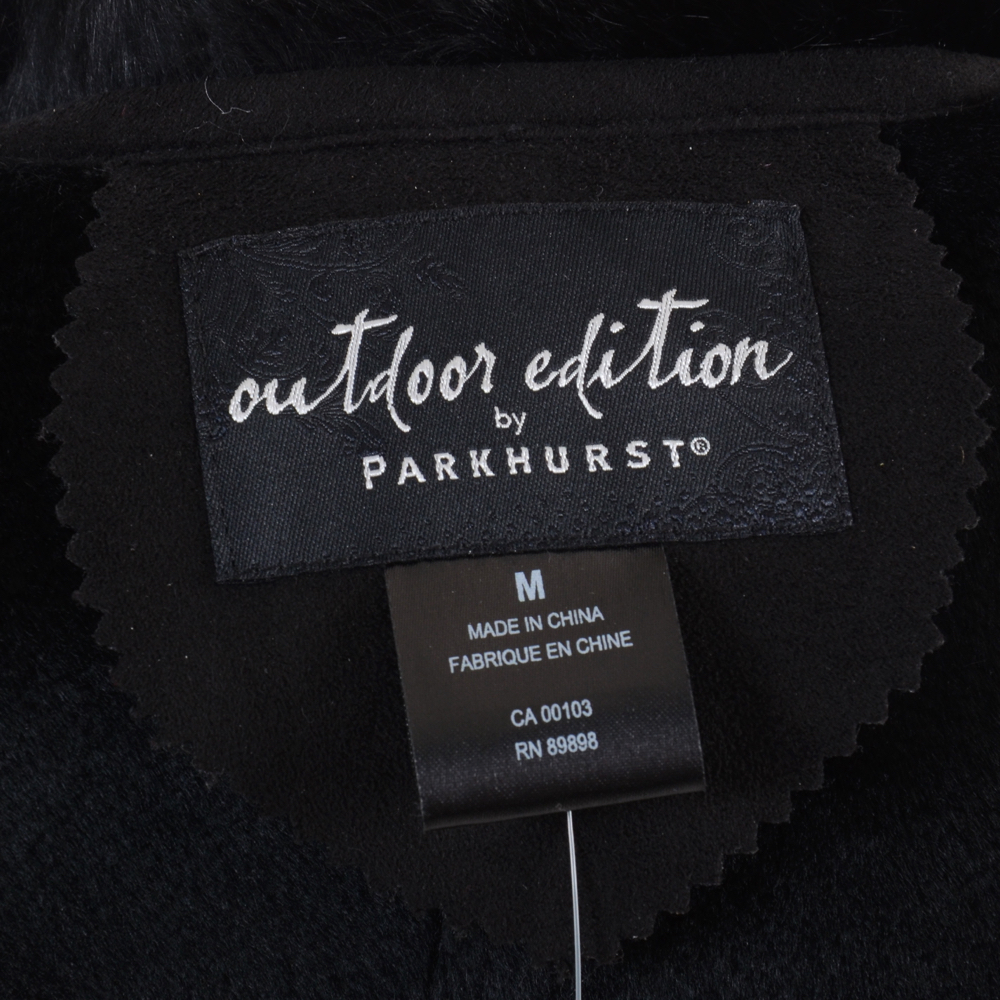 outdoor edition
by
PARKHURST®
M
MADE IN CHINA
FABRIQUE EN CHINE
CA 00103
RN 89898